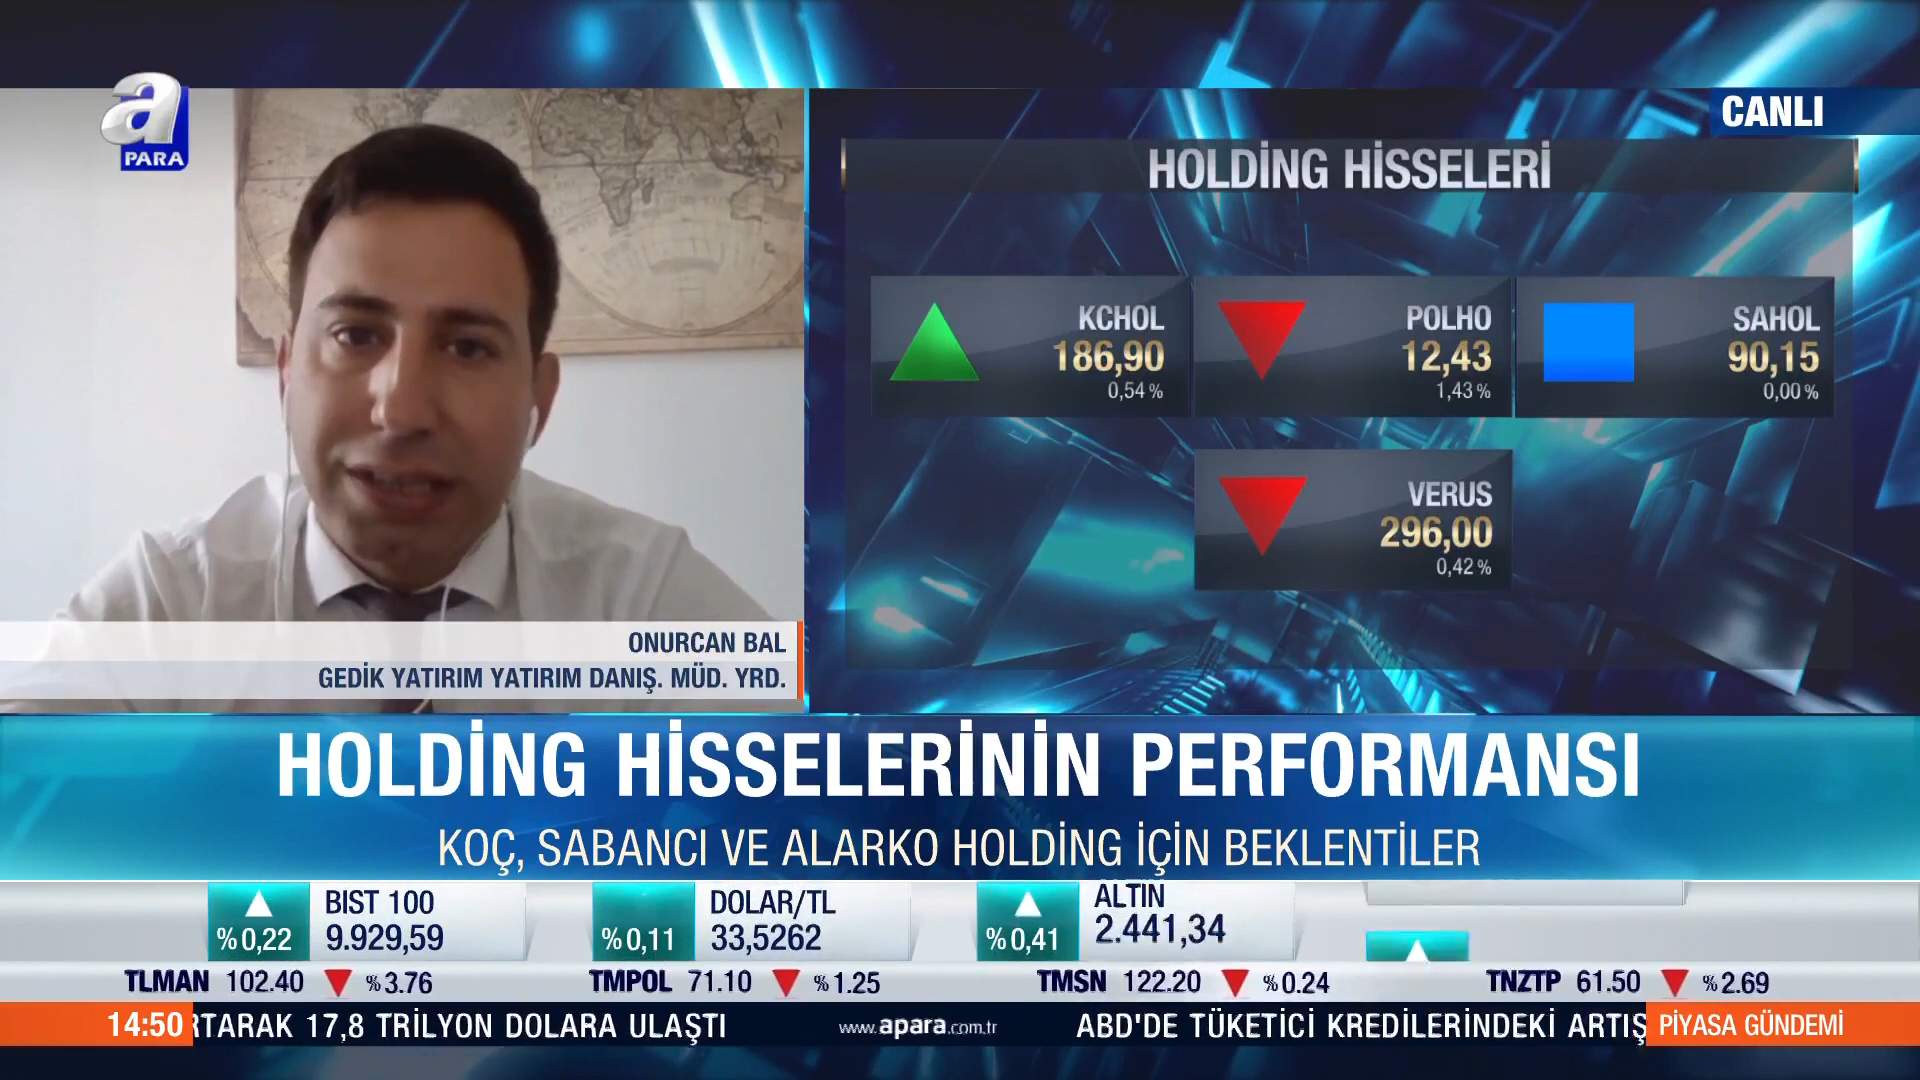 a
PARA
CANLI
HOLDİNG HİSSELERİ
KCHOL
186,90
0,54 %
POLHO
12,43
1,43 %
SAHOL
90,15
0,00 %
VERUS
296,00
0,42 %
ONURCAN BAL
GEDİK YATIRIM YATIRIM DANIŞ. MÜD. YRD.
HOLDİNG HİSSELERİNİN PERFORMANSI
KOÇ, SABANCI VE ALARKO HOLDİNG İÇİN BEKLENTİLER
%0,22 BIST 100 9.929,59
%0,11 DOLAR/TL 33,5262
%0,41 ALTIN 2.441,34
TLMAN 102.40 %3.76 TMPOL 71.10 %1.25 TMSN 122.20 %0.24 TNZTP 61.50 %2.69
14:50 RTARAK 17,8 TRİLYON DOLARA ULAŞTI www.apara.com.tr ABD'DE TÜKETİCİ KREDİLERİNDEKİ ARTIŞ PİYASA GÜNDEMİ